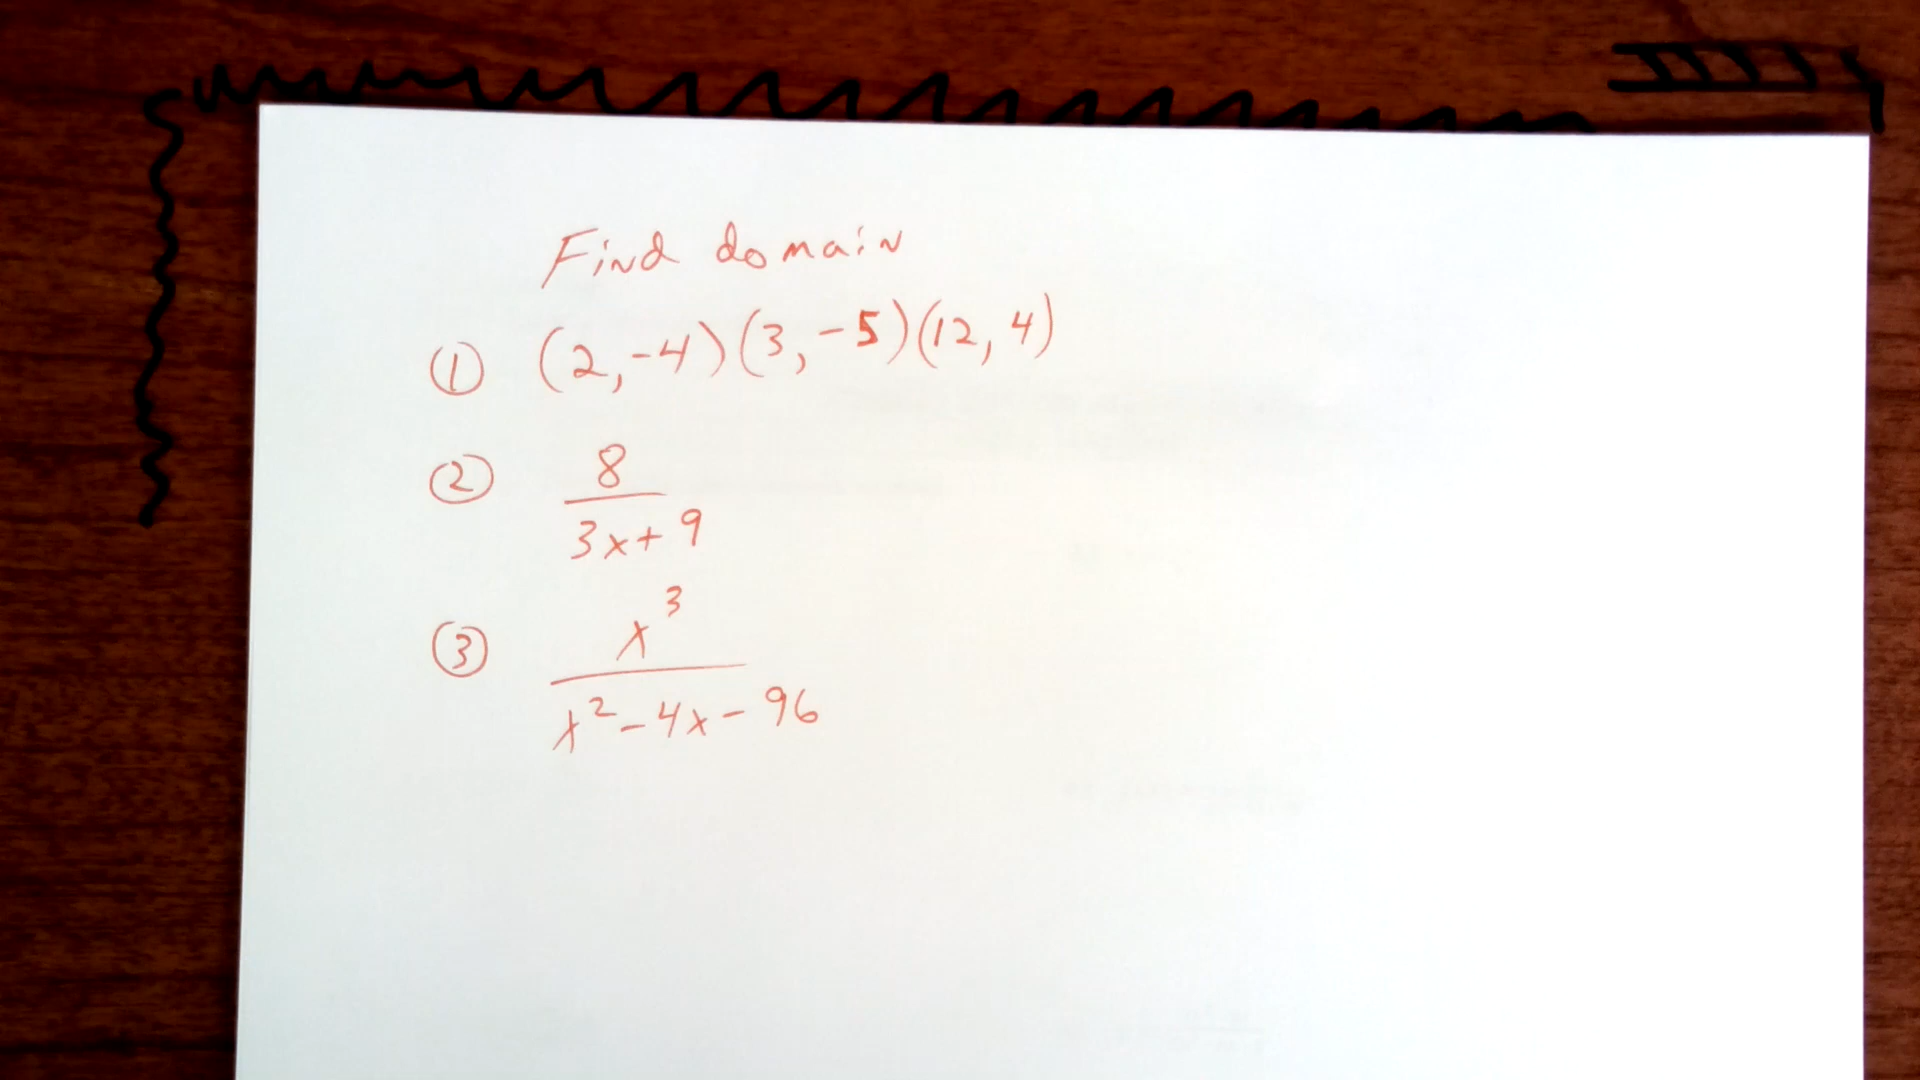 Find domain
① (2,-4)(3,-5)(12,4)
② 8
3x+9
③ x³
x²-4x-96